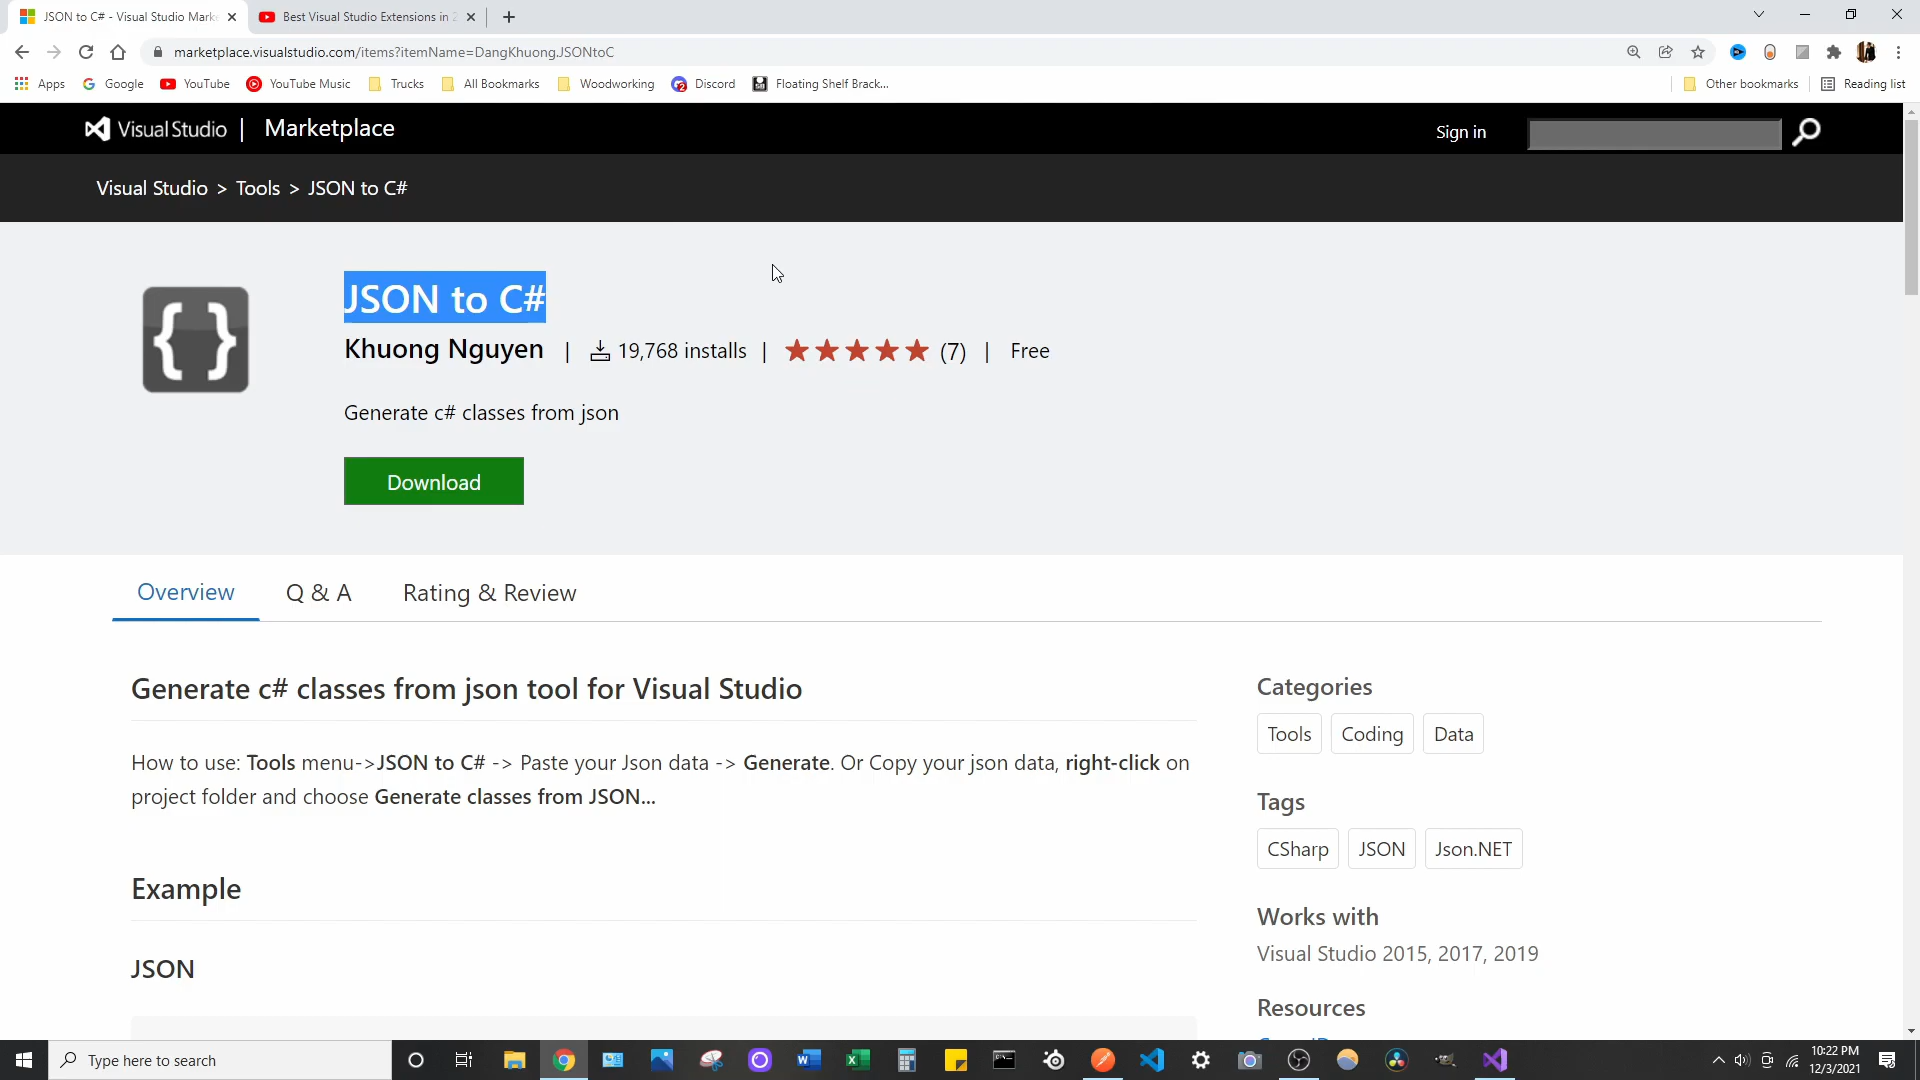 JSON to C# - Visual Studio Mark
Best Visual Studio Extensions in 2
marketplace.visualstudio.com/items?itemName=DangKhuong.JSONtoC
Apps
Google
YouTube
YouTube Music
Trucks
All Bookmarks
Woodworking
Discord
Floating Shelf Brack...
Other bookmarks
Reading list
Visual Studio | Marketplace
Sign in
Visual Studio > Tools > JSON to C#
JSON to C#
Khuong Nguyen | 19,768 installs | (7) | Free
Generate c# classes from json
Download
Overview
Q & A
Rating & Review
Generate c# classes from json tool for Visual Studio
How to use: Tools menu->JSON to C# -> Paste your Json data -> Generate. Or Copy your json data, right-click on
project folder and choose Generate classes from JSON...
Example
JSON
Categories
Tools
Coding
Data
Tags
CSharp
JSON
Json.NET
Works with
Visual Studio 2015, 2017, 2019
Resources
Type here to search
10:22 PM
12/3/2021